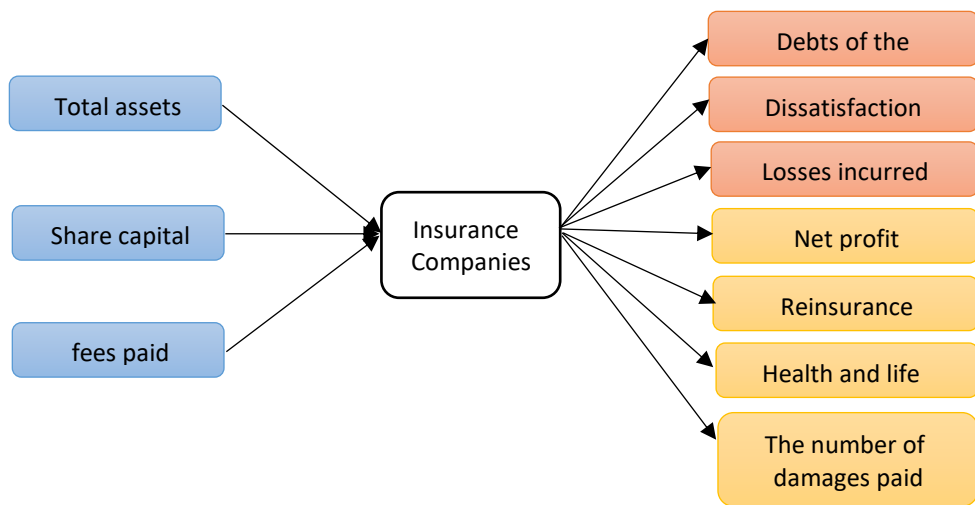 Total assets
Share capital
fees paid
Insurance
Companies
Debts of the
Dissatisfaction
Losses incurred
Net profit
Reinsurance
Health and life
The number of
damages paid